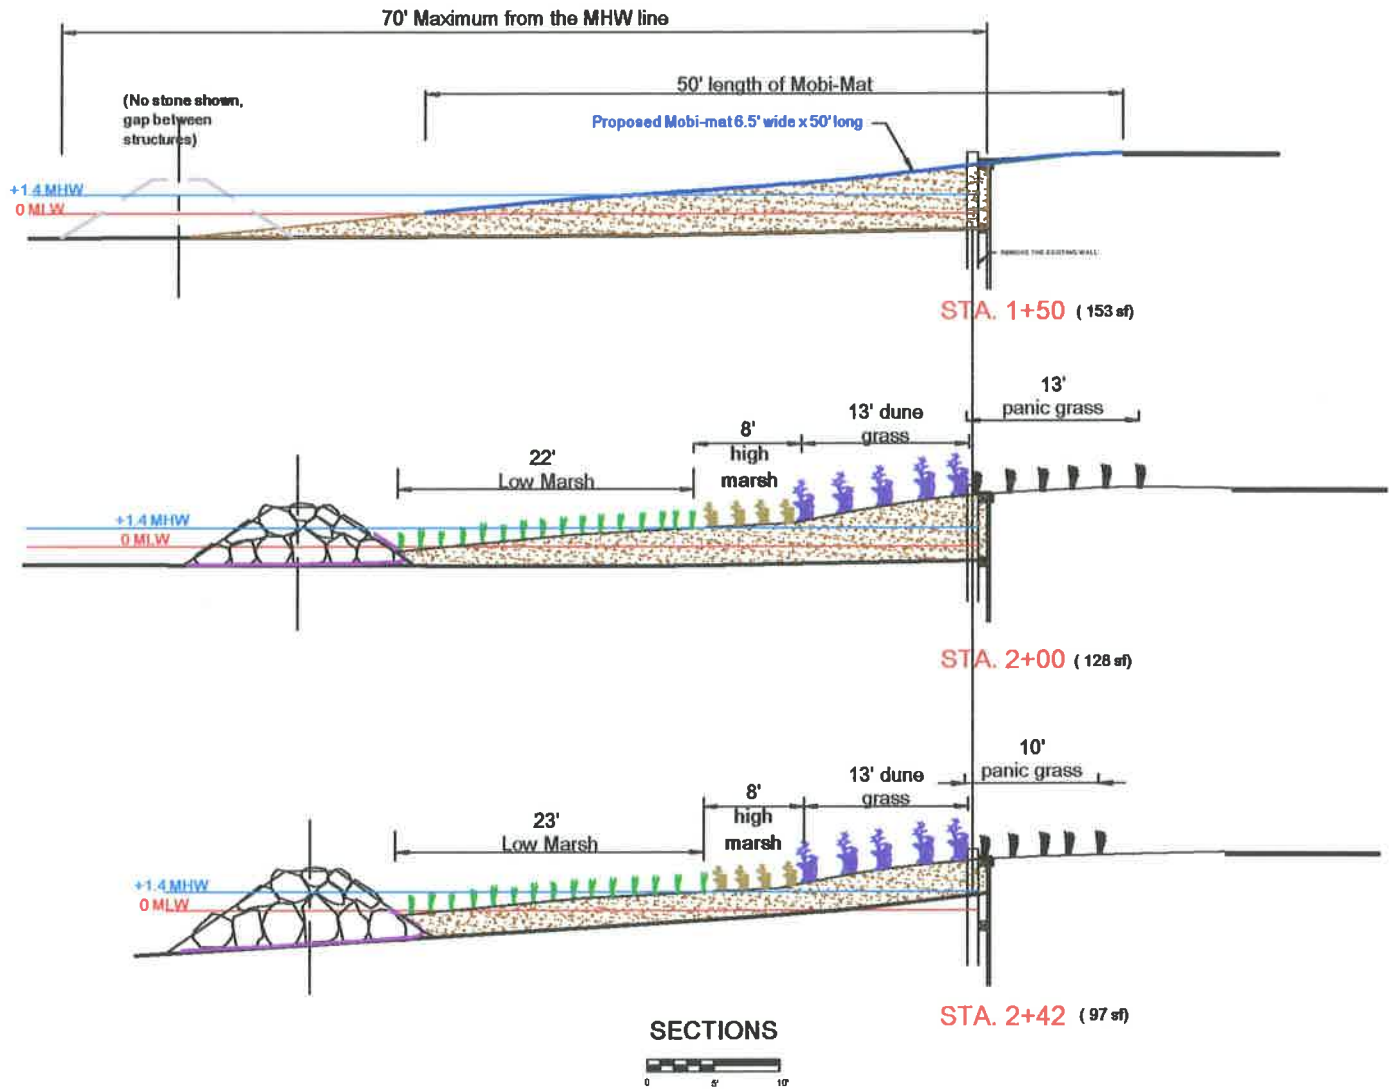 70' Maximum from the MHW line
50' length of Mobi-Mat
(No stone shown,
gap between
structures)
Proposed Mobi-mat 6.5' wide x 50' long
+1.4 MHW
0 MLW
REMOVE THE EXISTING WALL
STA. 1+50 ( 153 sf)
13'
panic grass
13' dune
grass
8'
high
marsh
22'
Low Marsh
+1.4 MHW
0 MLW
STA. 2+00 ( 128 sf)
10'
panic grass
13' dune
grass
8'
high
marsh
23'
Low Marsh
+1.4 MHW
0 MLW
STA. 2+42 ( 97 sf)
SECTIONS
0 5' 10'